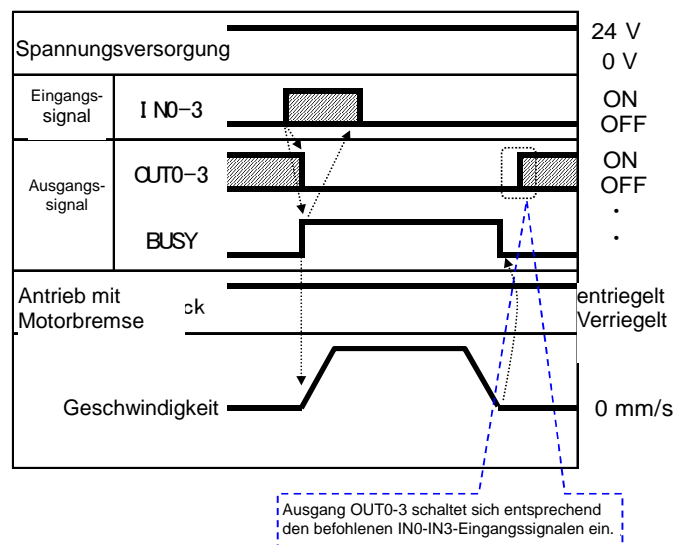 Spannungsversorgung
24 V
0 V
Eingangs-
signal
IN0-3
ON
OFF
Ausgangs-
signal
OUT0-3
ON
OFF
BUSY
Antrieb mit
Motorbremse
ck
entriegelt
Verriegelt
Geschwindigkeit
0 mm/s
Ausgang OUT0-3 schaltet sich entsprechend
den befohlenen IN0-IN3-Eingangssignalen ein.